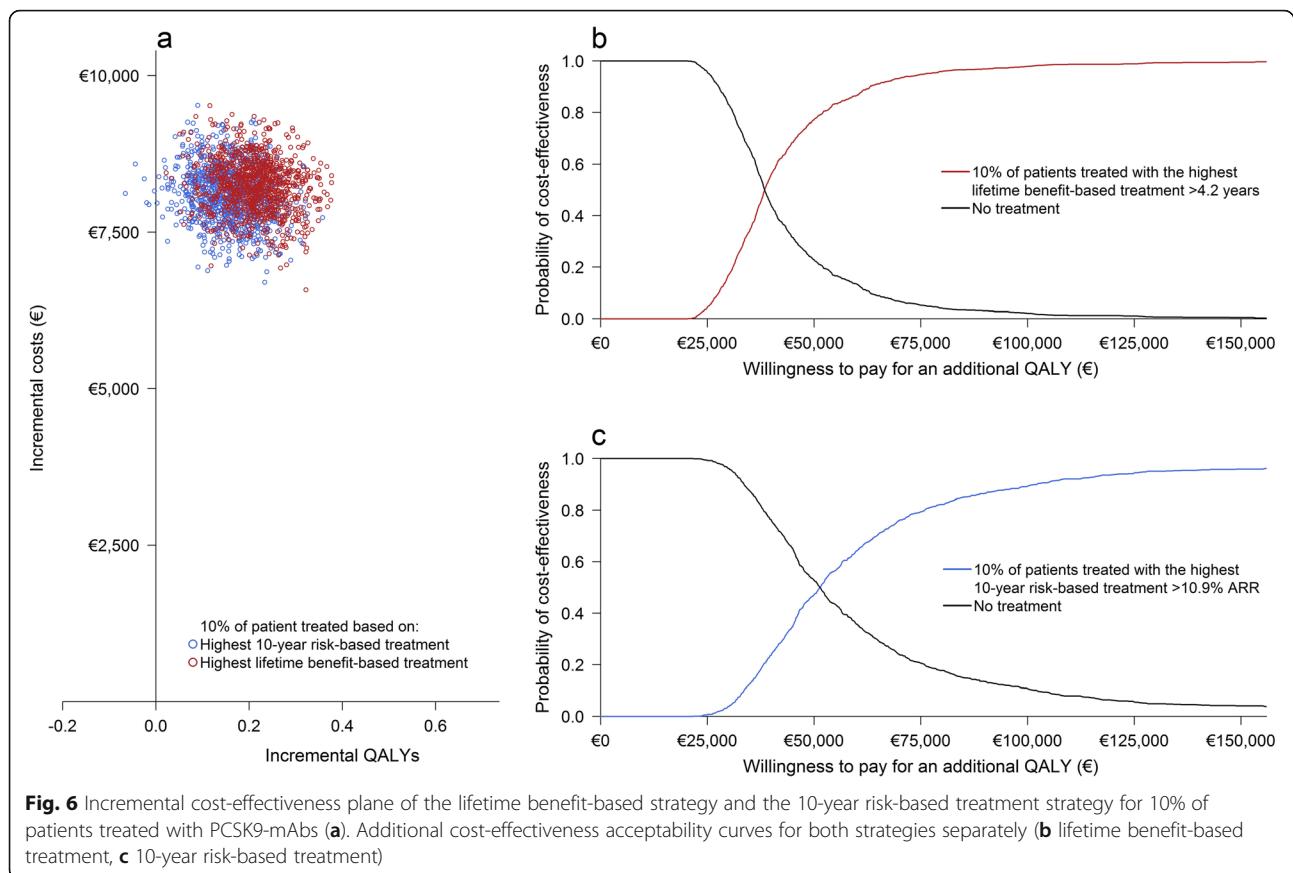 a
€10,000
€7,500
€5,000
€2,500
Incremental costs (€)
10% of patient treated based on:
Highest 10-year risk-based treatment
Highest lifetime benefit-based treatment
-0.2
0.0
0.2
0.4
0.6
Incremental QALYs
b
1.0
0.8
0.6
0.4
0.2
0.0
Probability of cost-effectiveness
10% of patients treated with the highest
lifetime benefit-based treatment >4.2 years
No treatment
€0
€25,000
€50,000
€75,000
€100,000
€125,000
€150,000
Willingness to pay for an additional QALY (€)
c
1.0
0.8
0.6
0.4
0.2
0.0
Probability of cost-effectiveness
10% of patients treated with the highest
10-year risk-based treatment >10.9% ARR
No treatment
€0
€25,000
€50,000
€75,000
€100,000
€125,000
€150,000
Willingness to pay for an additional QALY (€)
Fig. 6 Incremental cost-effectiveness plane of the lifetime benefit-based strategy and the 10-year risk-based treatment strategy for 10% of
patients treated with PCSK9-mAbs (a). Additional cost-effectiveness acceptability curves for both strategies separately (b lifetime benefit-based
treatment, c 10-year risk-based treatment)